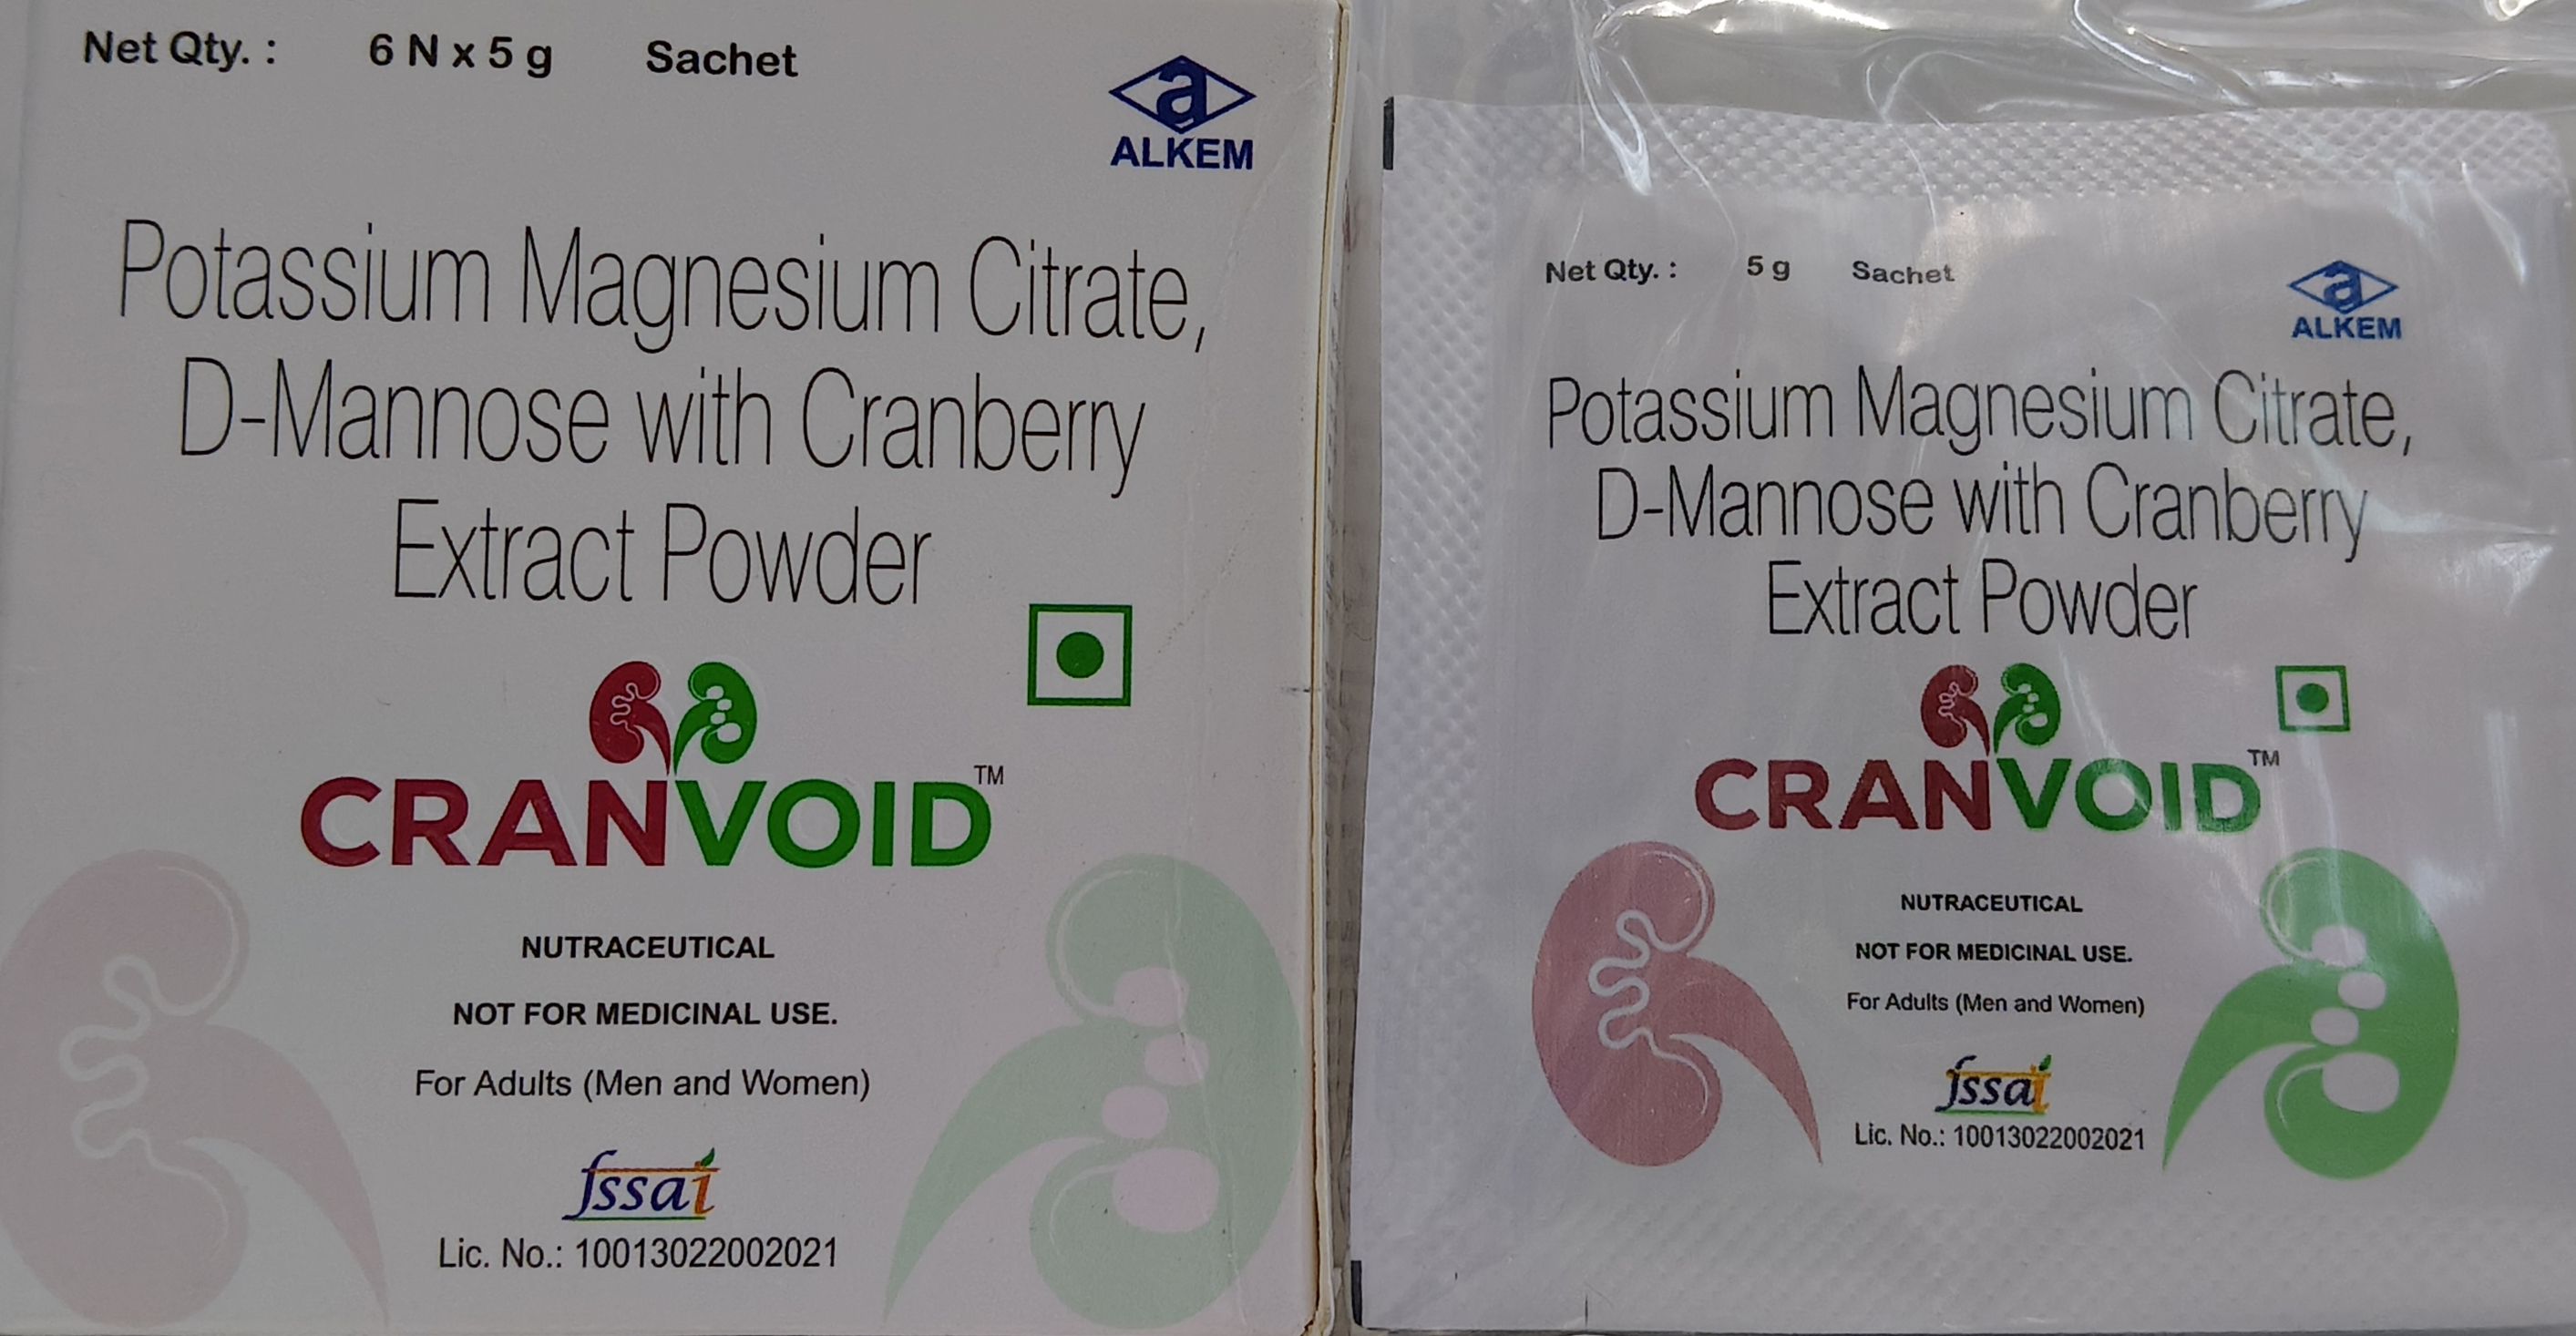 Net Qty. : 6 N x 5 g Sachet
a
ALKEM
Potassium Magnesium Citrate,
D-Mannose with Cranberry
Extract Powder
CRANVOID™
NUTRACEUTICAL
NOT FOR MEDICINAL USE.
For Adults (Men and Women)
fssai
Lic. No.: 10013022002021
Net Qty. : 5 g Sachet
a
ALKEM
Potassium Magnesium Citrate,
D-Mannose with Cranberry
Extract Powder
CRANVOID™
NUTRACEUTICAL
NOT FOR MEDICINAL USE.
For Adults (Men and Women)
fssai
Lic. No.: 10013022002021